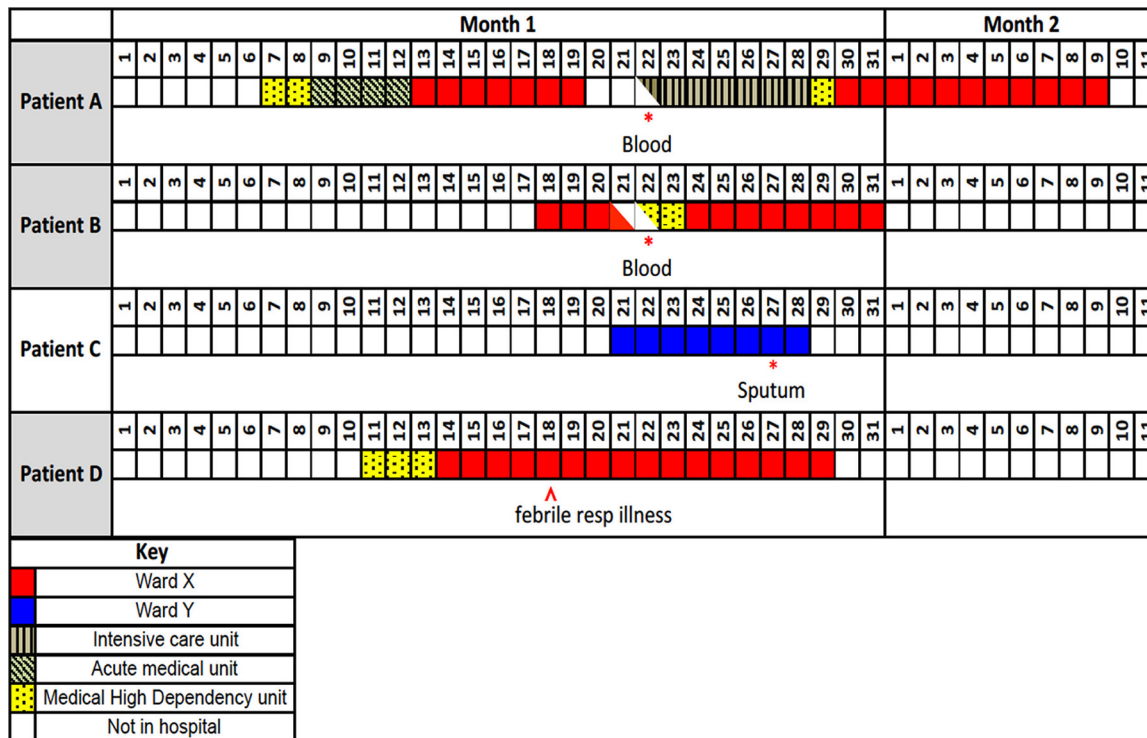 Month 1 Month 2
1 2 3 4 5 6 7 8 9 10 11 12 13 14 15 16 17 18 19 20 21 22 23 24 25 26 27 28 29 30 31 1 2 3 4 5 6 7 8 9 10 11
Patient A
*
Blood
1 2 3 4 5 6 7 8 9 10 11 12 13 14 15 16 17 18 19 20 21 22 23 24 25 26 27 28 29 30 31 1 2 3 4 5 6 7 8 9 10 11
Patient B
*
Blood
1 2 3 4 5 6 7 8 9 10 11 12 13 14 15 16 17 18 19 20 21 22 23 24 25 26 27 28 29 30 31 1 2 3 4 5 6 7 8 9 10 11
Patient C
*
Sputum
1 2 3 4 5 6 7 8 9 10 11 12 13 14 15 16 17 18 19 20 21 22 23 24 25 26 27 28 29 30 31 1 2 3 4 5 6 7 8 9 10 11
Patient D
^
febrile resp illness
Key
Ward X
Ward Y
Intensive care unit
Acute medical unit
Medical High Dependency unit
Not in hospital